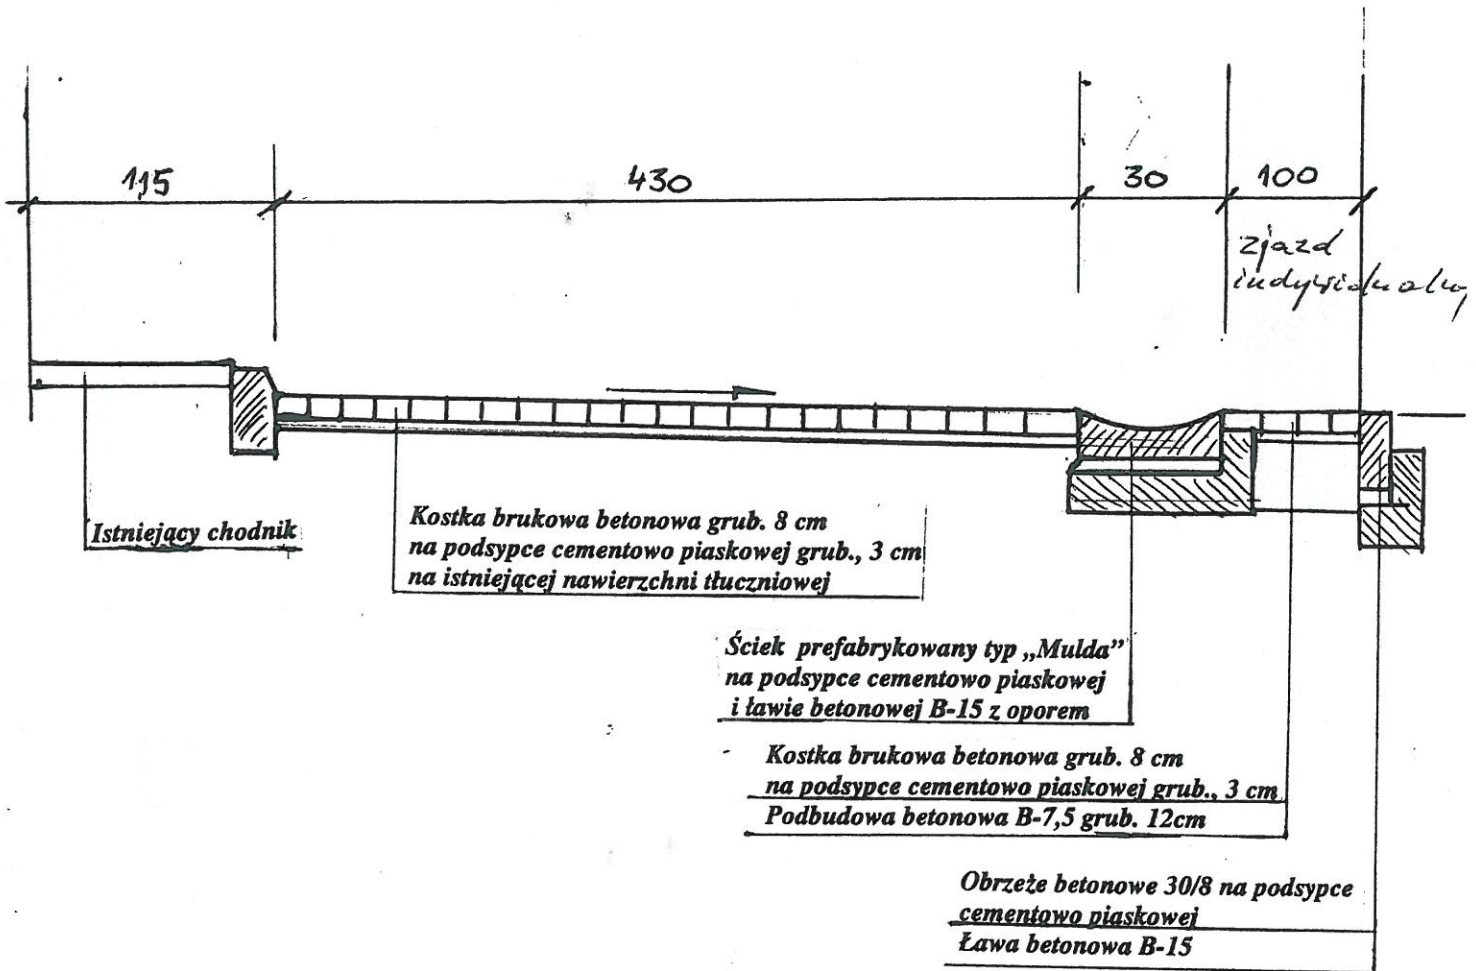 115 430 30 100
zjazd
indywidualny
Istniejący chodnik
Kostka brukowa betonowa grub. 8 cm
na podsypce cementowo piaskowej grub., 3 cm
na istniejącej nawierzchni tłuczniowej
Ściek prefabrykowany typ „Mulda”
na podsypce cementowo piaskowej
i ławie betonowej B-15 z oporem
Kostka brukowa betonowa grub. 8 cm
na podsypce cementowo piaskowej grub., 3 cm
Podbudowa betonowa B-7,5 grub. 12cm
Obrzeże betonowe 30/8 na podsypce
cementowo piaskowej
Ława betonowa B-15